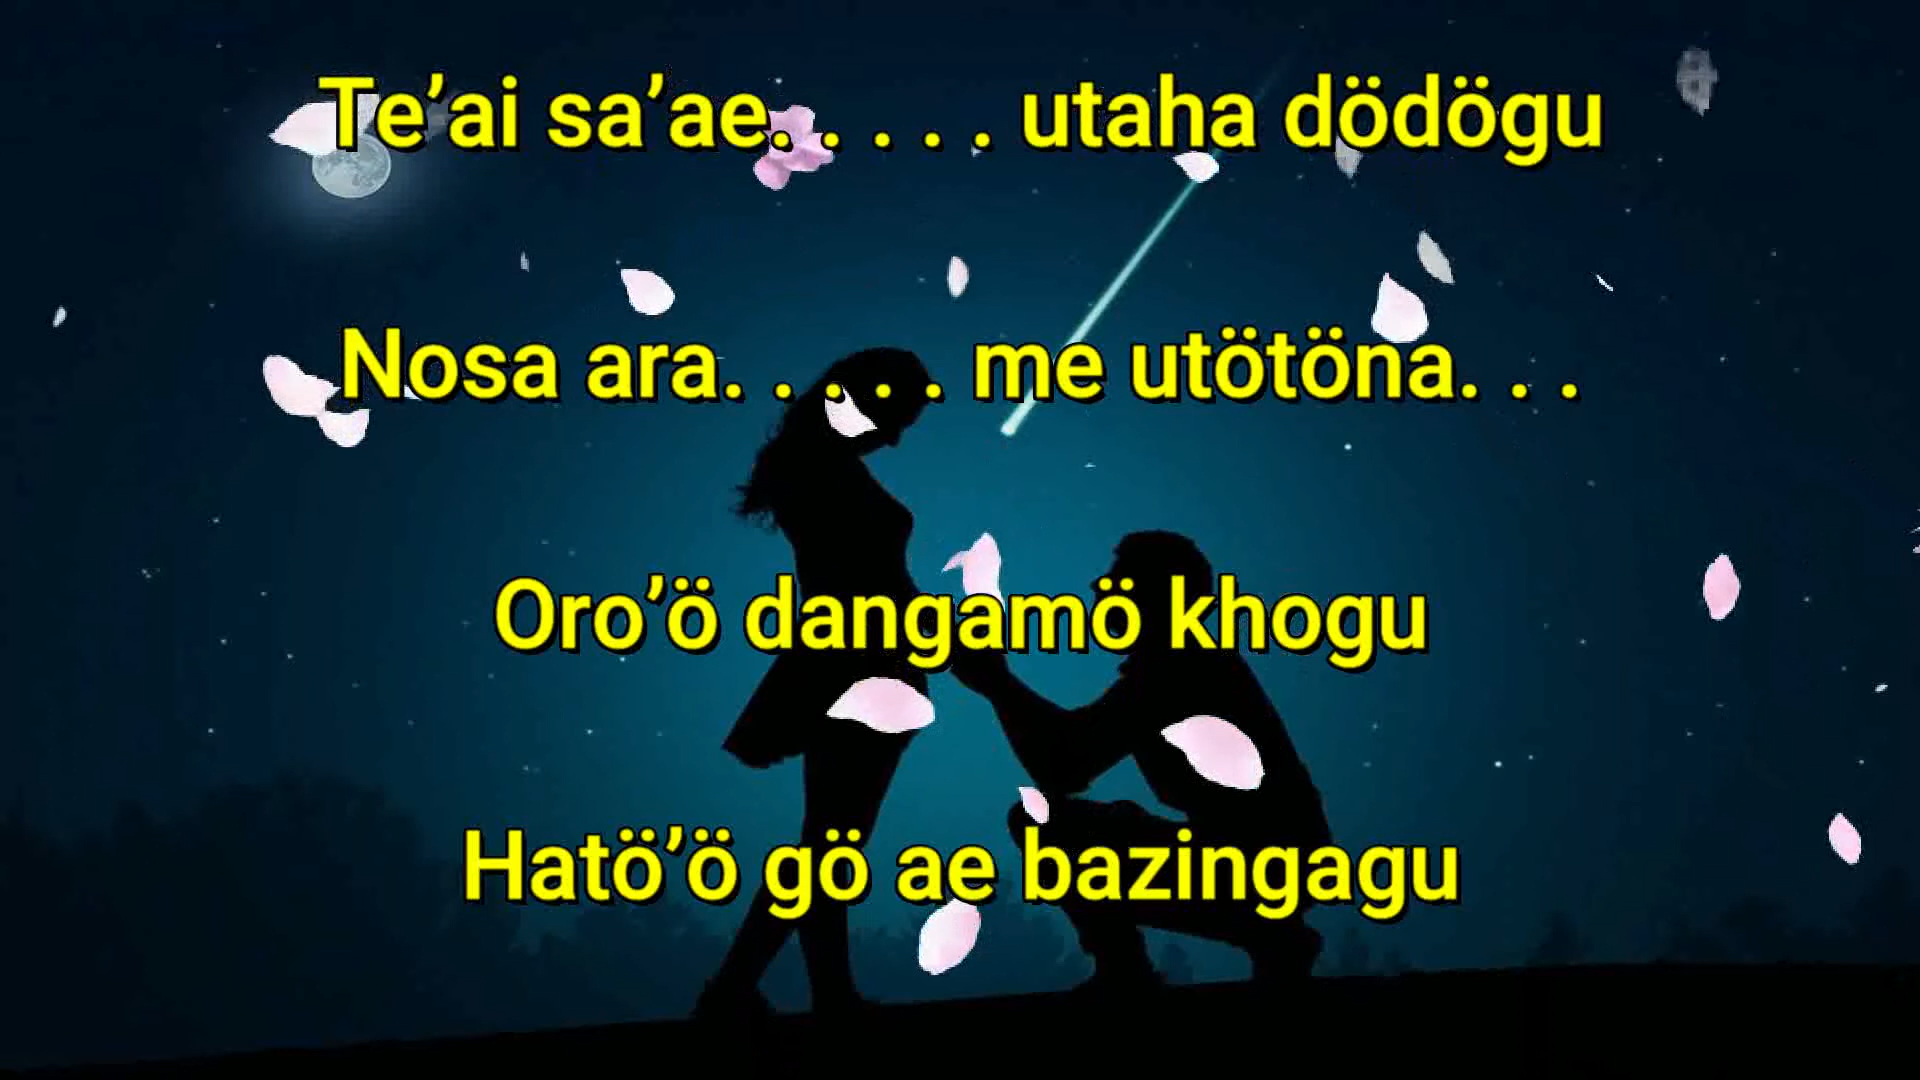 Te’ai sa’ae. . . . . utaha dödögu
Nosa ara. . . . . me utötöna. . .
Oro’ö dangamö khogu
Hatö’ö gö ae bazingagu